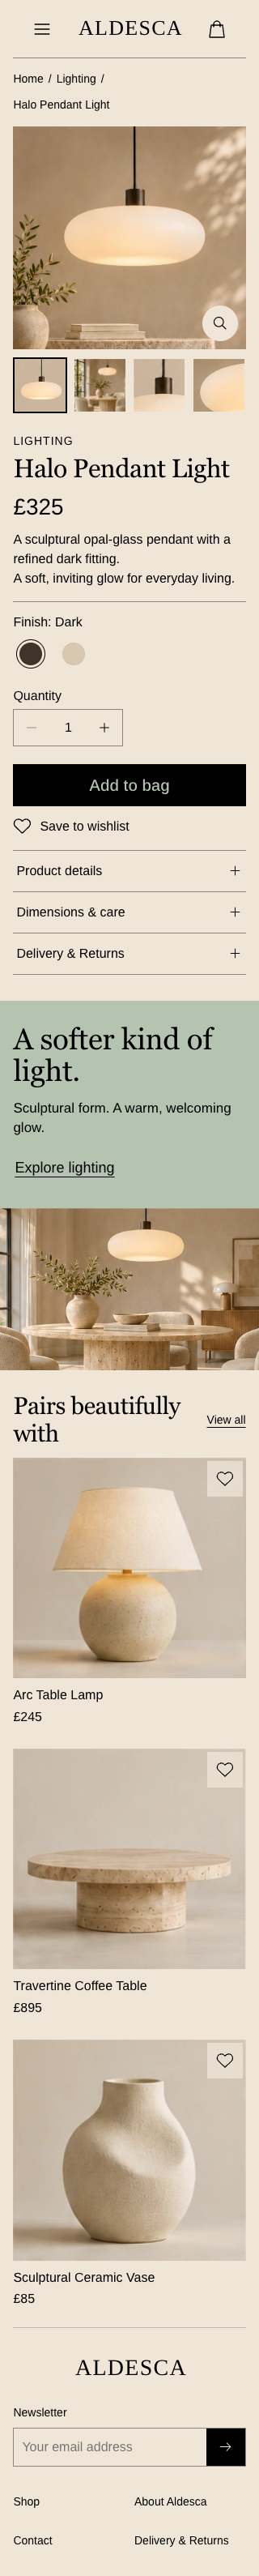 ALDESCA
Home / Lighting /
Halo Pendant Light
LIGHTING
Halo Pendant Light
£325
A sculptural opal-glass pendant with a
refined dark fitting.
A soft, inviting glow for everyday living.
Finish: Dark
Quantity
1
Add to bag
Save to wishlist
Product details
Dimensions & care
Delivery & Returns
A softer kind of
light.
Sculptural form. A warm, welcoming
glow.
Explore lighting
Pairs beautifully
with
View all
Arc Table Lamp
£245
Travertine Coffee Table
£895
Sculptural Ceramic Vase
£85
ALDESCA
Newsletter
Your email address
Shop
About Aldesca
Contact
Delivery & Returns